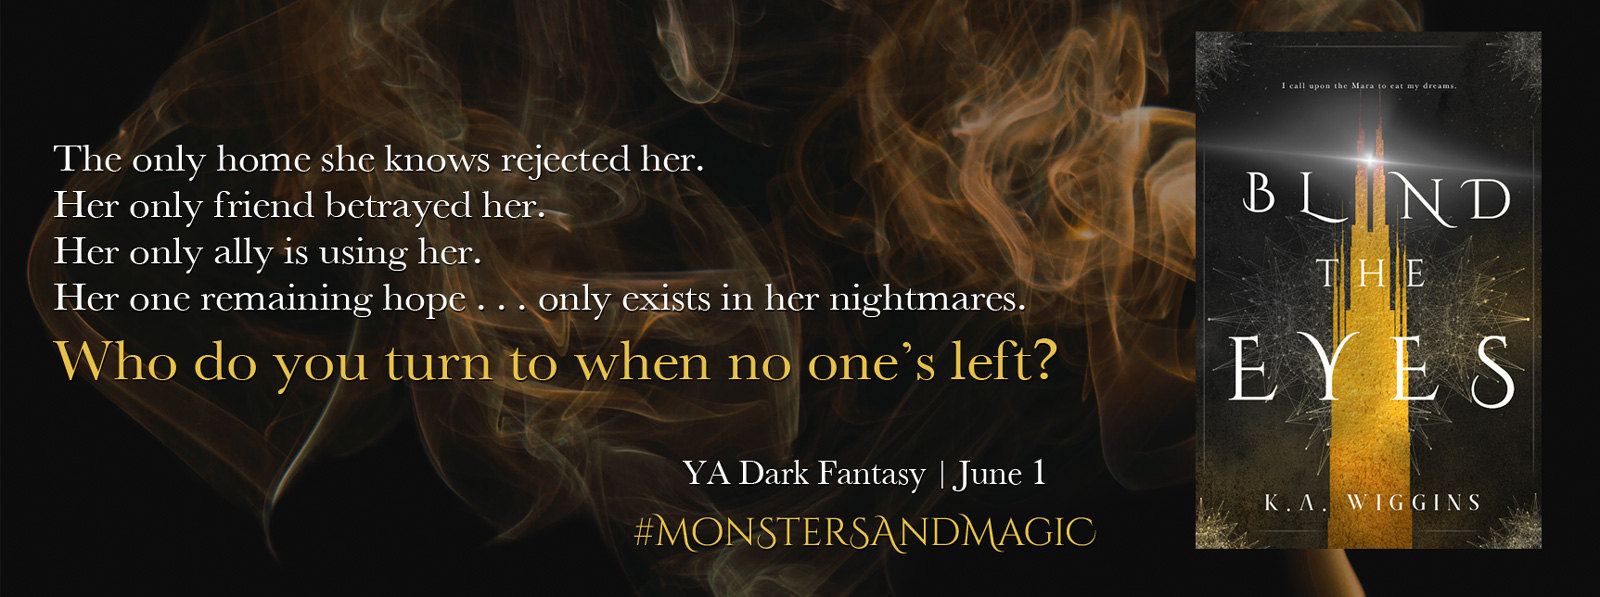 The only home she knows rejected her.
Her only friend betrayed her.
Her only ally is using her.
Her one remaining hope . . . only exists in her nightmares.
Who do you turn to when no one’s left?
YA Dark Fantasy | June 1
#MONSTERSANDMAGIC
I call upon the Mara to eat my dreams.
BLIND
THE
EYES
K.A. WIGGINS